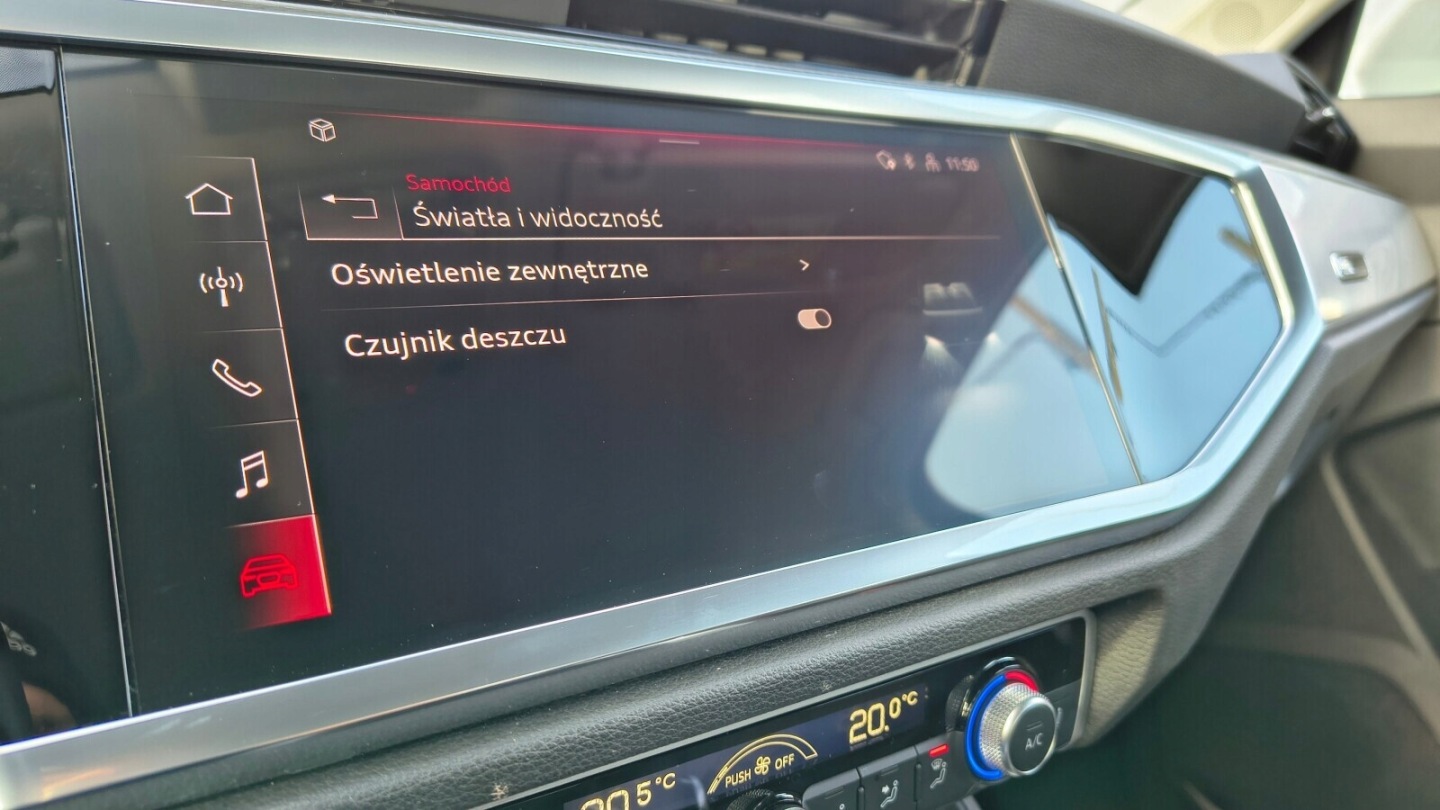 11:50
Samochód
Światła i widoczność
Oświetlenie zewnętrzne
Czujnik deszczu
20.0°C
A/C
PUSH OFF